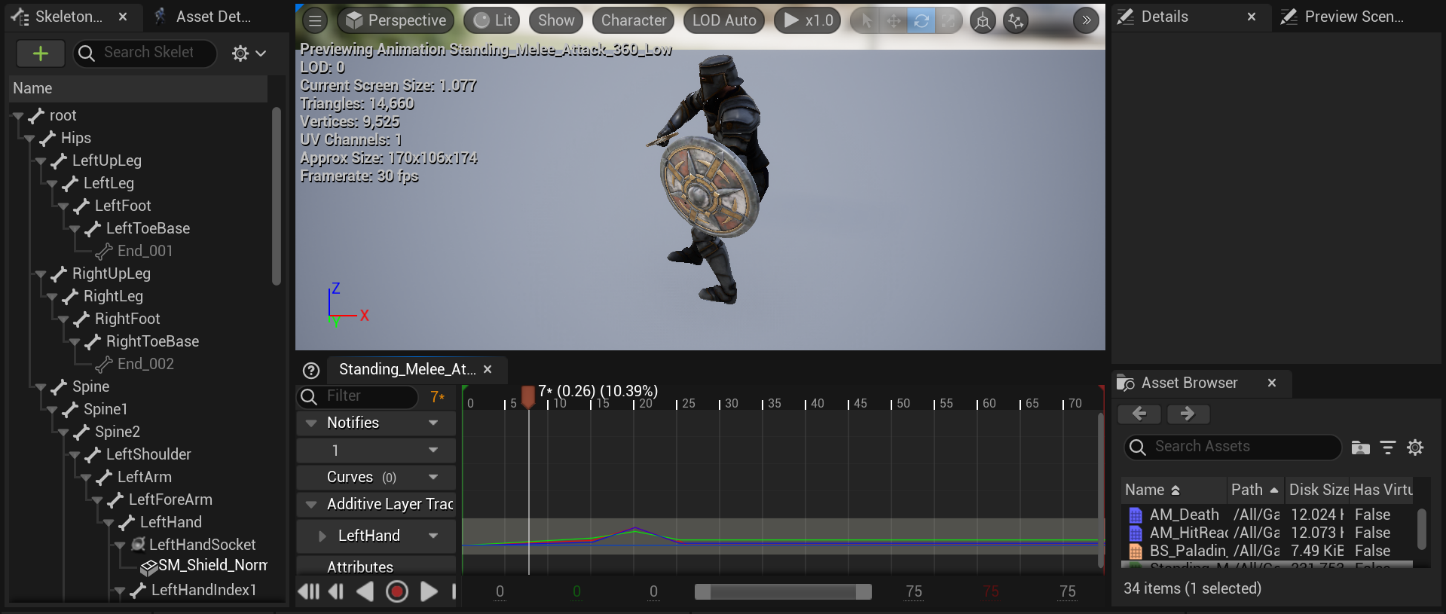 Skeleton...
Asset Det...
Search Skelet
Name
root
Hips
LeftUpLeg
LeftLeg
LeftFoot
LeftToeBase
End_001
RightUpLeg
RightLeg
RightFoot
RightToeBase
End_002
Spine
Spine1
Spine2
LeftShoulder
LeftArm
LeftForeArm
LeftHand
LeftHandSocket
SM_Shield_Norm
LeftHandIndex1
Perspective Lit Show Character LOD Auto x1.0
Previewing Animation Standing_Melee_Attack_360_Low
LOD: 0
Current Screen Size: 1.077
Triangles: 14,660
Vertices: 9,525
UV Channels: 1
Approx Size: 170x106x174
Framerate: 30 fps
Z
X
Y
Standing_Melee_At...
Filter 7*
7* (0.26) (10.39%)
0 5 10 15 20 25 30 35 40 45 50 55 60 65 70
Notifies
1
Curves (0)
Additive Layer Trac
LeftHand
Attributes
0 0 0 75 75 75
Details
Preview Scen...
Asset Browser
Search Assets
Name Path Disk Size Has Virtu
AM_Death /All/Ga 12.024 False
AM_HitReac /All/Ga 12.073 False
BS_Paladin_ /All/Ga 7.49 KiB False
34 items (1 selected)